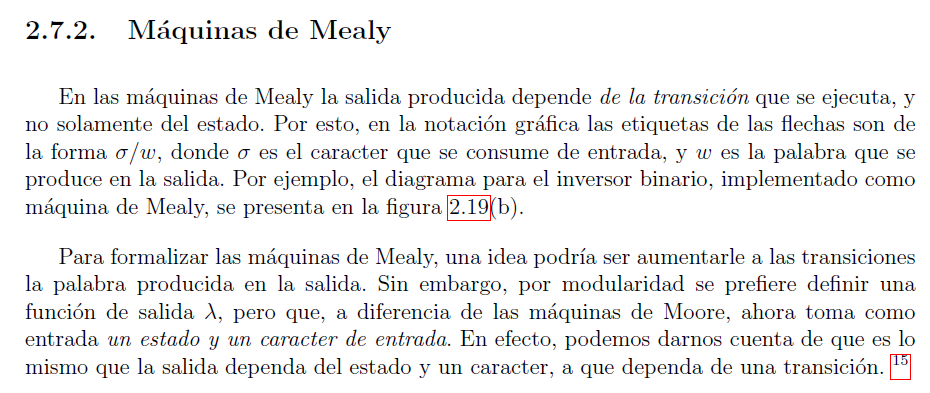 2.7.2. Máquinas de Mealy
En las máquinas de Mealy la salida producida depende de la transición que se ejecuta, y
no solamente del estado. Por esto, en la notación gráfica las etiquetas de las flechas son de
la forma σ/w, donde σ es el caracter que se consume de entrada, y w es la palabra que se
produce en la salida. Por ejemplo, el diagrama para el inversor binario, implementado como
máquina de Mealy, se presenta en la figura 2.19(b).
Para formalizar las máquinas de Mealy, una idea podría ser aumentarle a las transiciones
la palabra producida en la salida. Sin embargo, por modularidad se prefiere definir una
función de salida λ, pero que, a diferencia de las máquinas de Moore, ahora toma como
entrada un estado y un caracter de entrada. En efecto, podemos darnos cuenta de que es lo
mismo que la salida dependa del estado y un caracter, a que dependa de una transición. 15